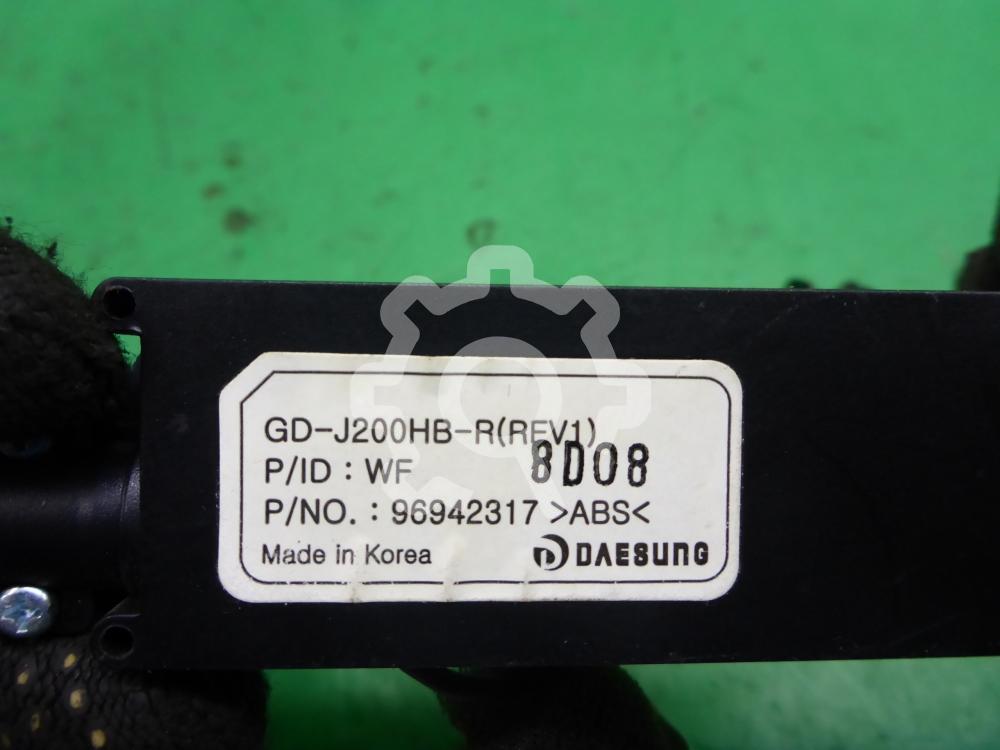 GD-J200HB-R(REV1)
P/ID : WF 8D08
P/NO. : 96942317 >ABS<
Made in Korea DAESUNG